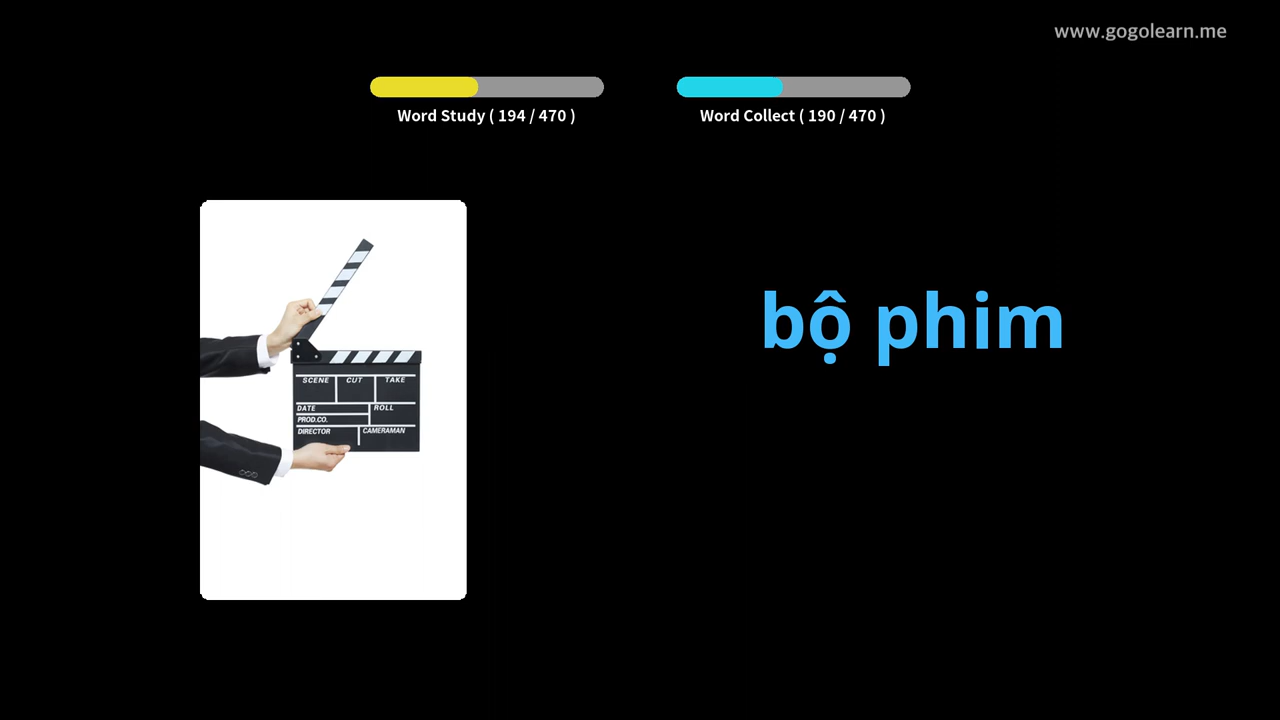 www.gogolearn.me
Word Study ( 194 / 470 )
Word Collect ( 190 / 470 )
bộ phim
SCENE CUT TAKE
DATE ROLL
PROD.CO.
DIRECTOR CAMERAMAN